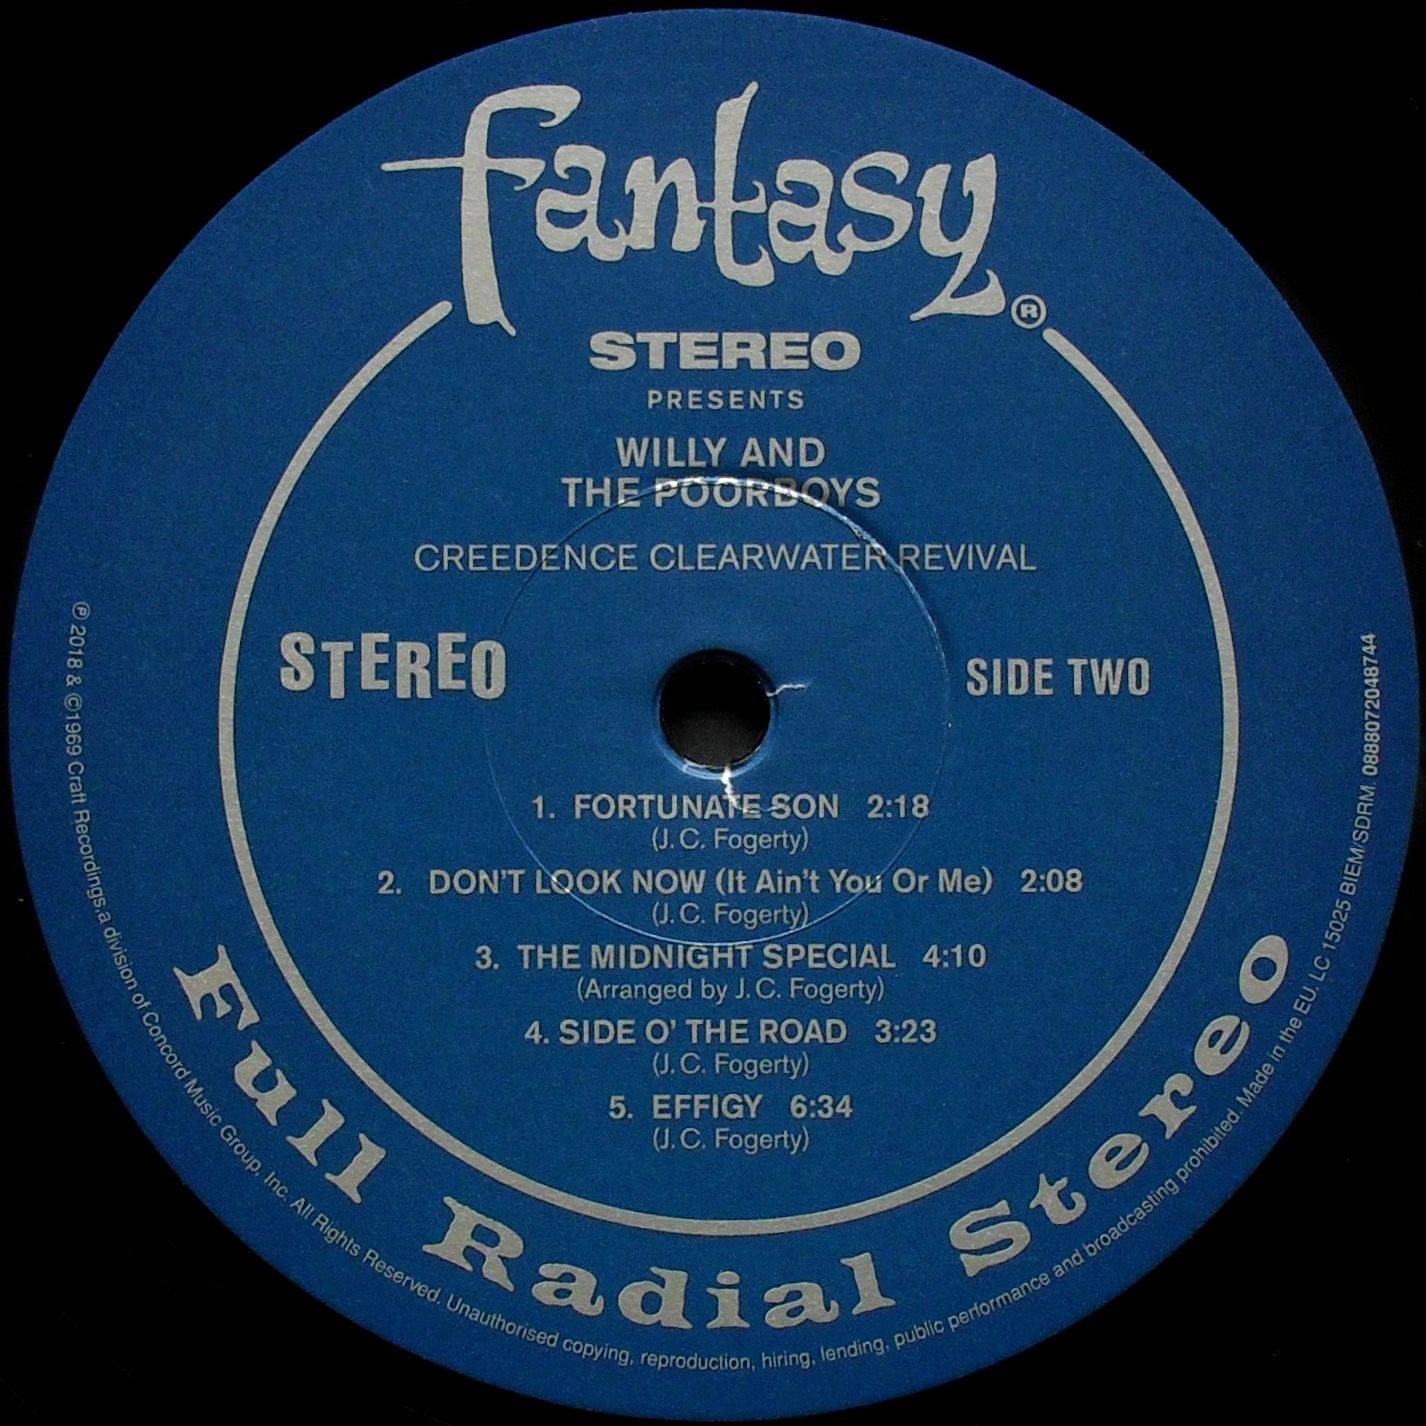 Fantasy®
STEREO
PRESENTS
WILLY AND
THE POORBOYS
CREEDENCE CLEARWATER REVIVAL
STEREO
SIDE TWO
1. FORTUNATE SON 2:18
(J. C. Fogerty)
2. DON'T LOOK NOW (It Ain't You Or Me) 2:08
(J. C. Fogerty)
3. THE MIDNIGHT SPECIAL 4:10
(Arranged by J. C. Fogerty)
4. SIDE O' THE ROAD 3:23
(J. C. Fogerty)
5. EFFIGY 6:34
(J. C. Fogerty)
Full Radial Stereo
℗ 2018 & ©1969 Craft Recordings,a division of Concord Music Group, Inc. All Rights Reserved. Unauthorised copying, reproduction, hiring, lending, public performance and broadcasting prohibited. Made in the EU. LC 15025 BIEM/SDRM. 0888072048744